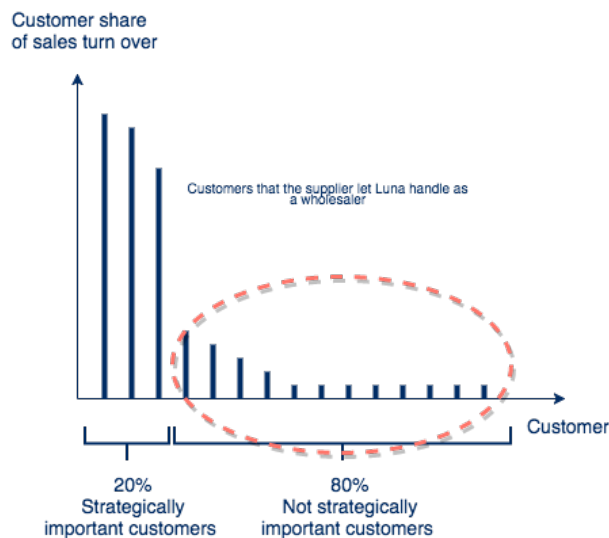 Customer share
of sales turn over
Customers that the supplier let Luna handle as
a wholesaler
Customer
20%
Strategically
important customers
80%
Not strategically
important customers